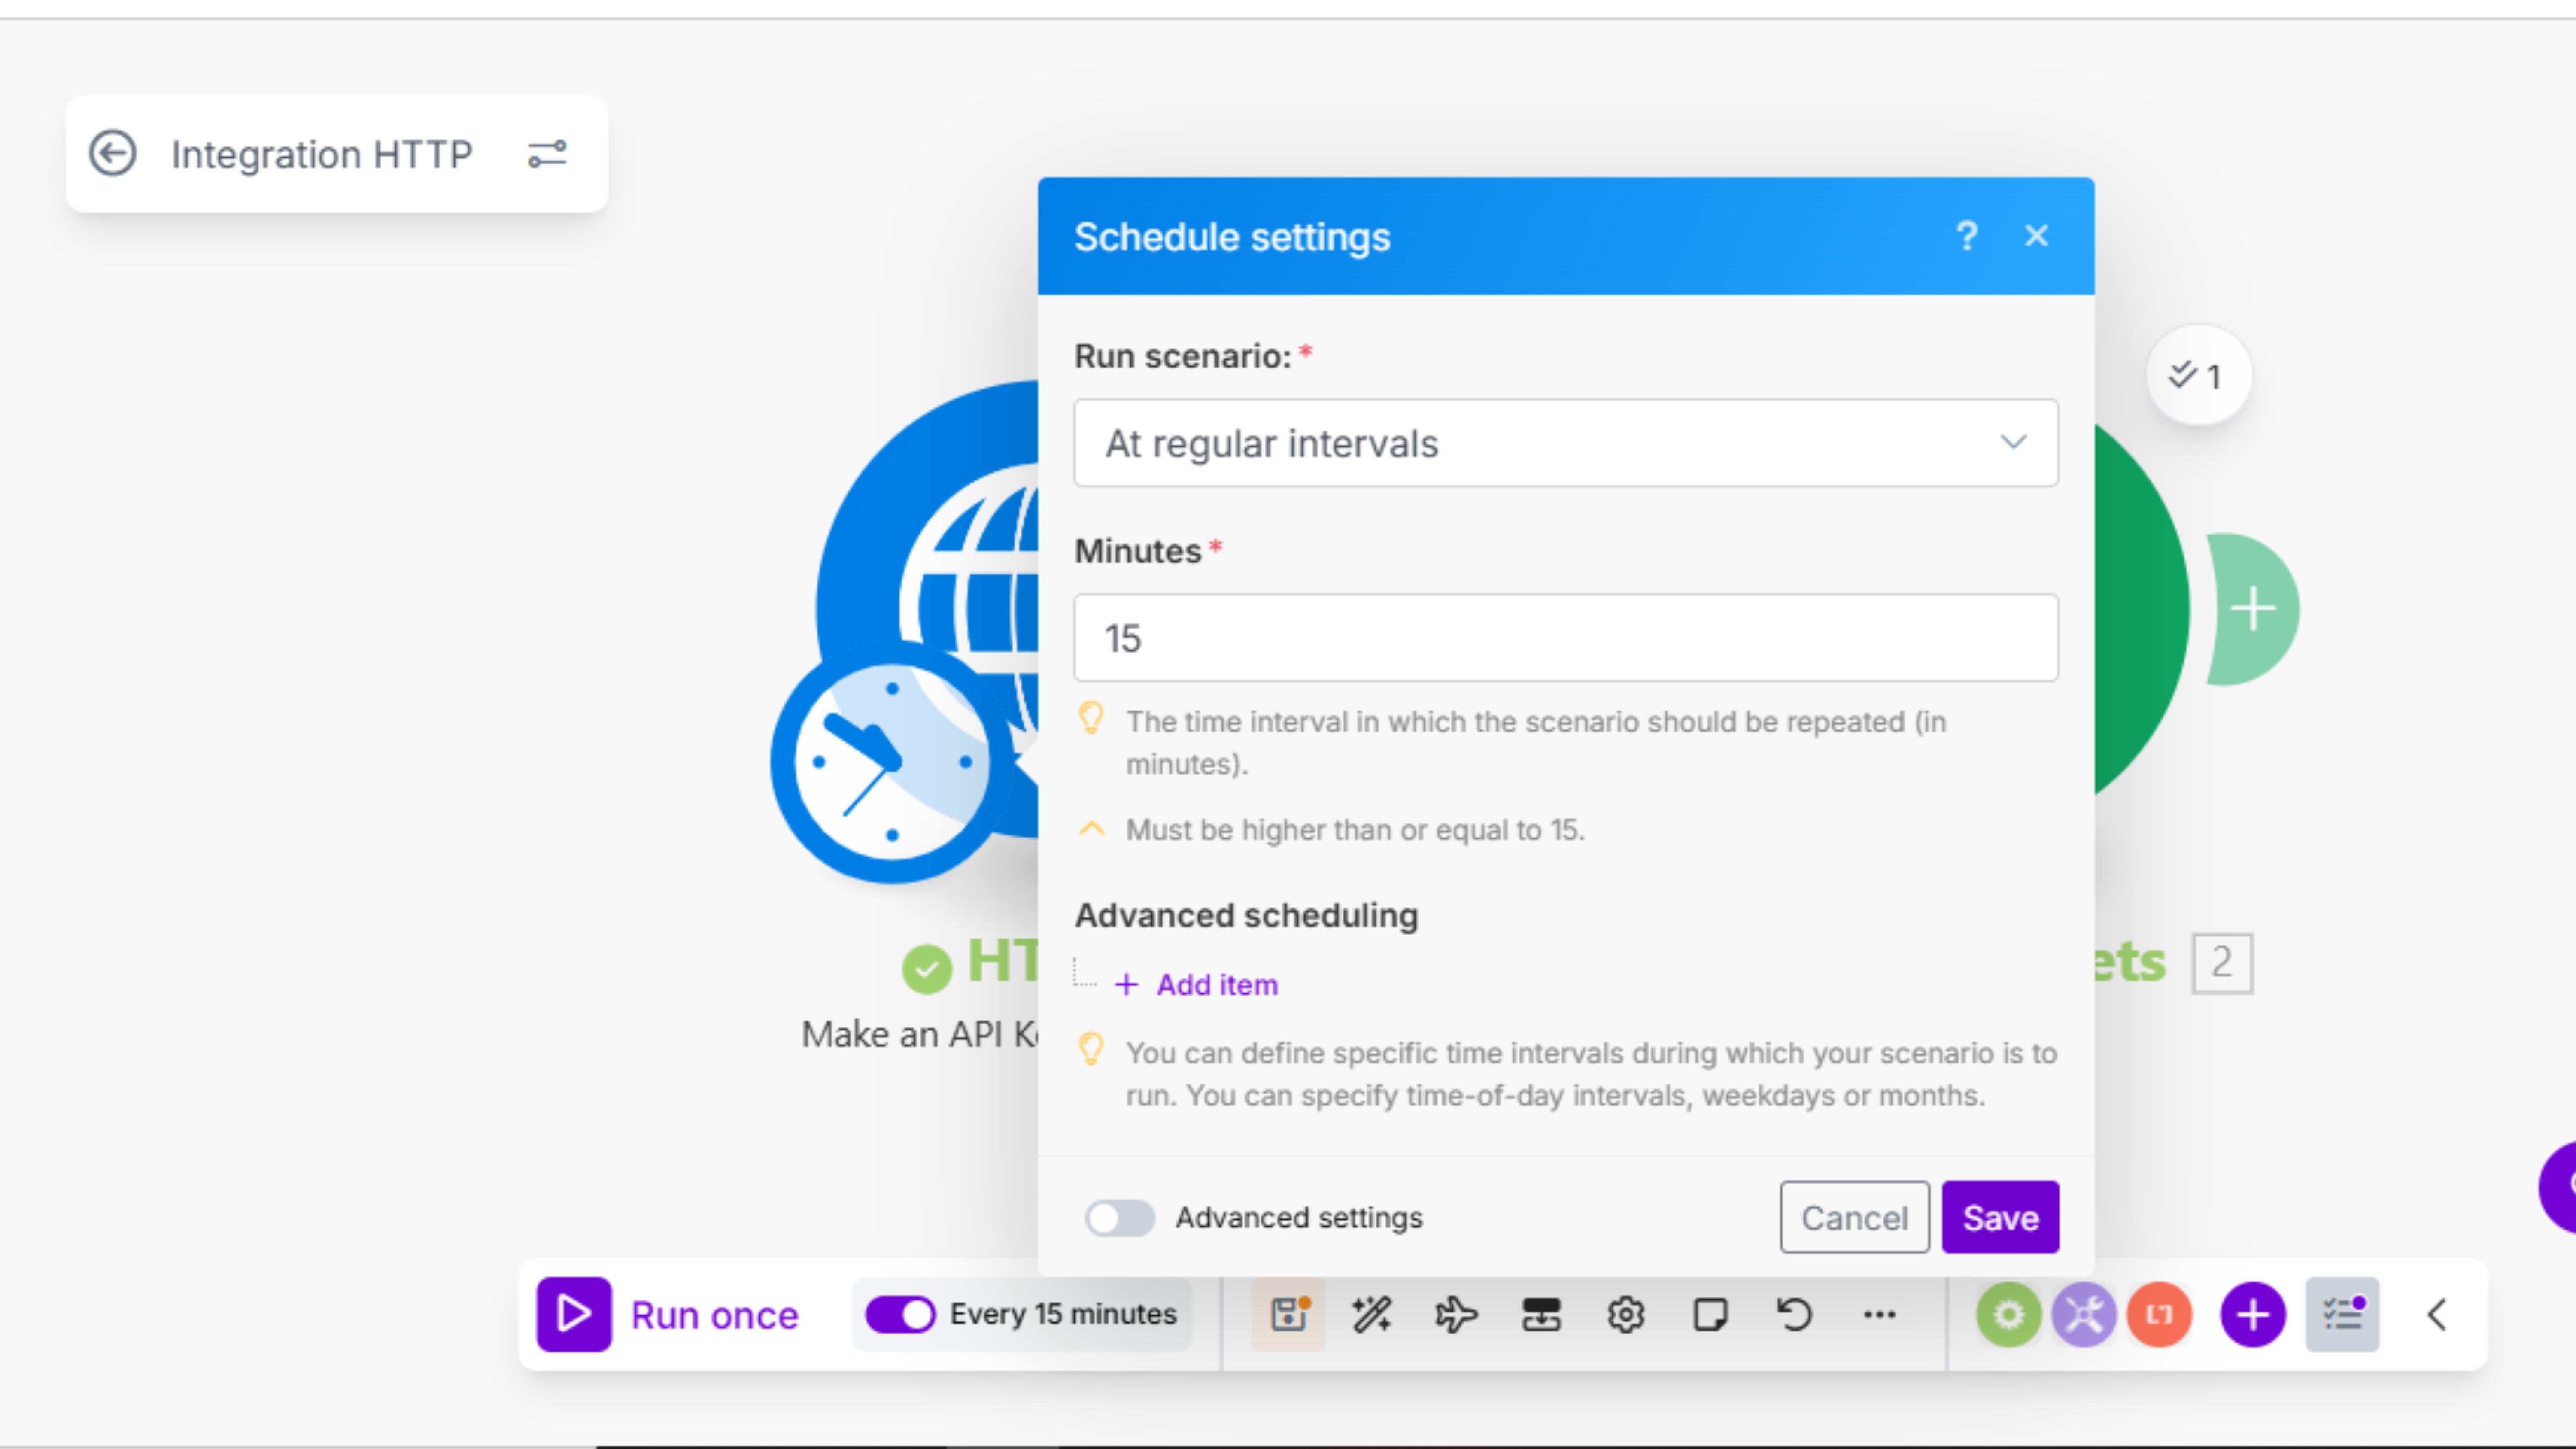 Integration HTTP
Schedule settings
?
Run scenario: *
1
At regular intervals
Minutes *
15
The time interval in which the scenario should be repeated (in
minutes).
Must be higher than or equal to 15.
Advanced scheduling
HT
ets
2
+ Add item
Make an API K
You can define specific time intervals during which your scenario is to
run. You can specify time-of-day intervals, weekdays or months.
Advanced settings
Cancel
Save
Run once
Every 15 minutes